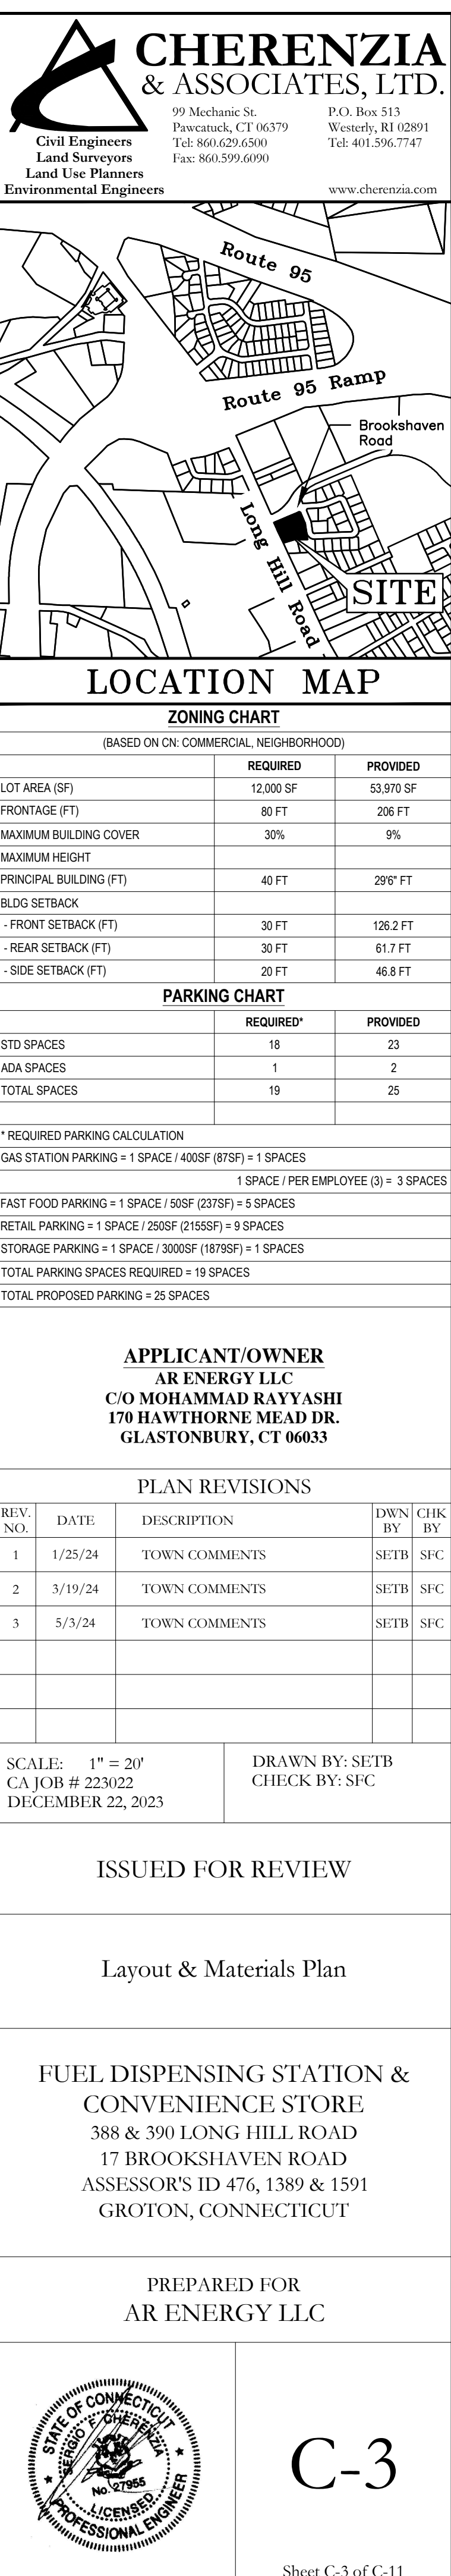 CHERENZIA
& ASSOCIATES, LTD.
Civil Engineers
Land Surveyors
Land Use Planners
Environmental Engineers
99 Mechanic St.
Pawcatuck, CT 06379
Tel: 860.629.6500
Fax: 860.599.6090
P.O. Box 513
Westerly, RI 02891
Tel: 401.596.7747
www.cherenzia.com
Route 95
Route 95 Ramp
Brookshaven
Road
Long Hill Road
SITE
LOCATION MAP
ZONING CHART
(BASED ON CN: COMMERCIAL, NEIGHBORHOOD)
REQUIRED PROVIDED
LOT AREA (SF) 12,000 SF 53,970 SF
FRONTAGE (FT) 80 FT 206 FT
MAXIMUM BUILDING COVER 30% 9%
MAXIMUM HEIGHT
PRINCIPAL BUILDING (FT) 40 FT 29'6" FT
BLDG SETBACK
- FRONT SETBACK (FT) 30 FT 126.2 FT
- REAR SETBACK (FT) 30 FT 61.7 FT
- SIDE SETBACK (FT) 20 FT 46.8 FT
PARKING CHART
REQUIRED* PROVIDED
STD SPACES 18 23
ADA SPACES 1 2
TOTAL SPACES 19 25
* REQUIRED PARKING CALCULATION
GAS STATION PARKING = 1 SPACE / 400SF (87SF) = 1 SPACES
1 SPACE / PER EMPLOYEE (3) = 3 SPACES
FAST FOOD PARKING = 1 SPACE / 50SF (237SF) = 5 SPACES
RETAIL PARKING = 1 SPACE / 250SF (2155SF) = 9 SPACES
STORAGE PARKING = 1 SPACE / 3000SF (1879SF) = 1 SPACES
TOTAL PARKING SPACES REQUIRED = 19 SPACES
TOTAL PROPOSED PARKING = 25 SPACES
APPLICANT/OWNER
AR ENERGY LLC
C/O MOHAMMAD RAYYASHI
170 HAWTHORNE MEAD DR.
GLASTONBURY, CT 06033
PLAN REVISIONS
REV. NO. DATE DESCRIPTION DWN BY CHK BY
1 1/25/24 TOWN COMMENTS SETB SFC
2 3/19/24 TOWN COMMENTS SETB SFC
3 5/3/24 TOWN COMMENTS SETB SFC
SCALE: 1" = 20'
CA JOB # 223022
DECEMBER 22, 2023
DRAWN BY: SETB
CHECK BY: SFC
ISSUED FOR REVIEW
Layout & Materials Plan
FUEL DISPENSING STATION &
CONVENIENCE STORE
388 & 390 LONG HILL ROAD
17 BROOKSHAVEN ROAD
ASSESSOR'S ID 476, 1389 & 1591
GROTON, CONNECTICUT
PREPARED FOR
AR ENERGY LLC
STATE OF CONNECTICUT
SERGIO F. CHERENZIA
No. 27955
LICENSED
PROFESSIONAL ENGINEER
C-3
Sheet C-3 of C-11